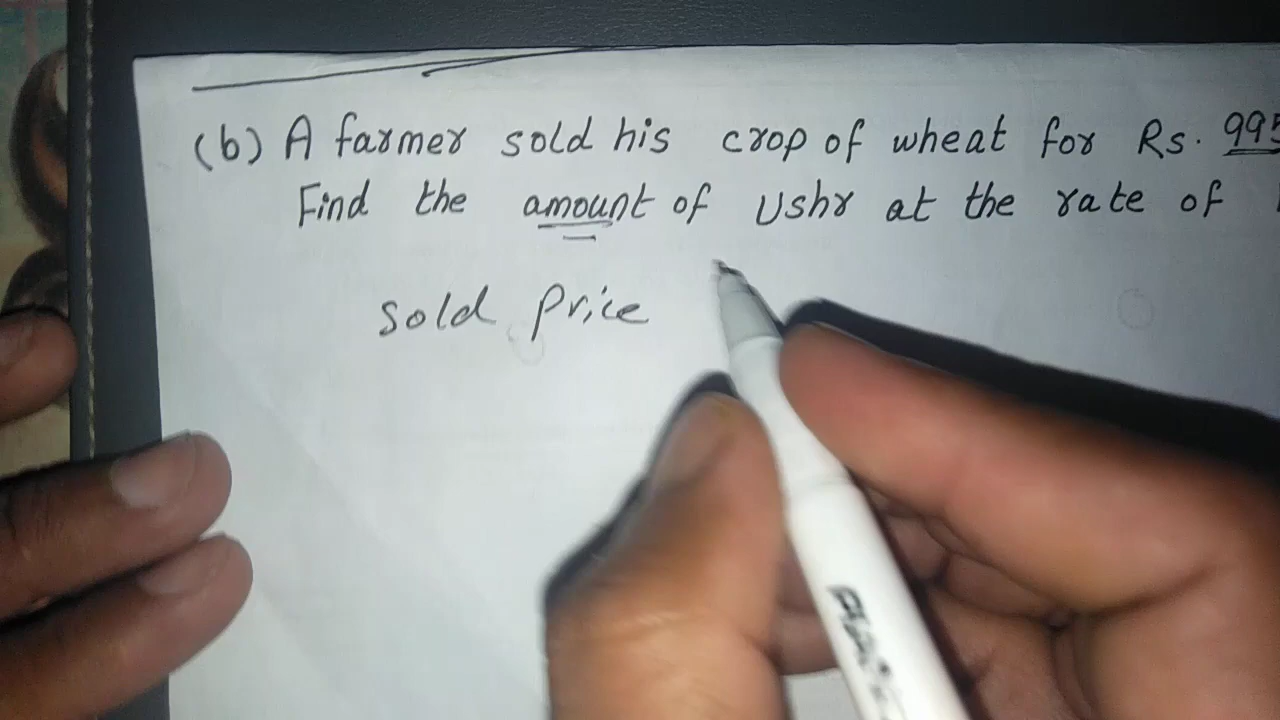 (b) A farmer sold his crop of wheat for Rs. 995
Find the amount of Ushr at the rate of
sold Price